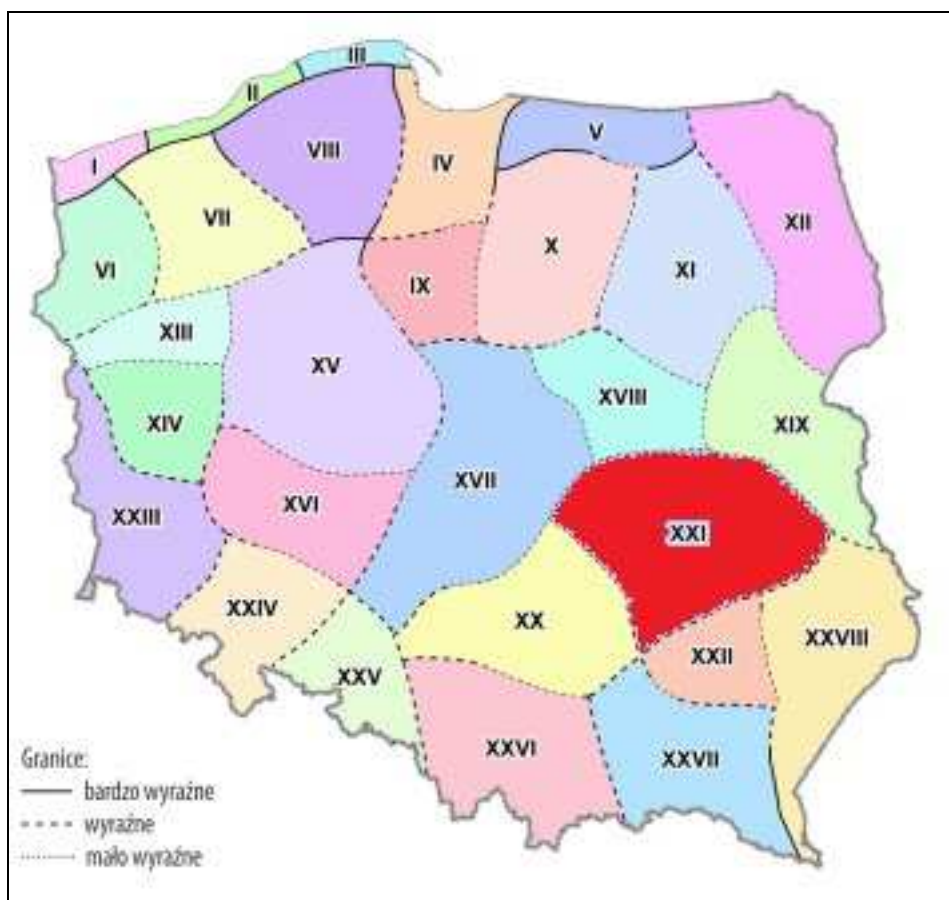 III
II
V
I
VIII
IV
VII
XII
X
VI
XI
IX
XIII
XV
XVIII
XIV
XIX
XVII
XVI
XXIII
XXI
XXIV
XX
XXVIII
XXII
XXV
XXVI
XXVII
Granice:
bardzo wyraźne
wyraźne
mało wyraźne